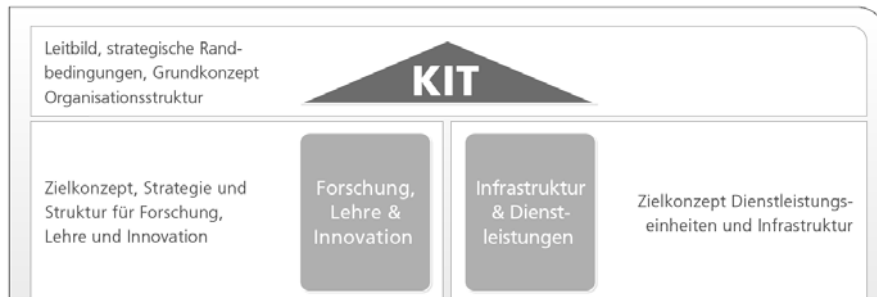 Leitbild, strategische Rand-
bedingungen, Grundkonzept
Organisationsstruktur
KIT
Zielkonzept, Strategie und
Struktur für Forschung,
Lehre und Innovation
Forschung,
Lehre &
Innovation
Infrastruktur
& Dienst-
leistungen
Zielkonzept Dienstleistungs-
einheiten und Infrastruktur